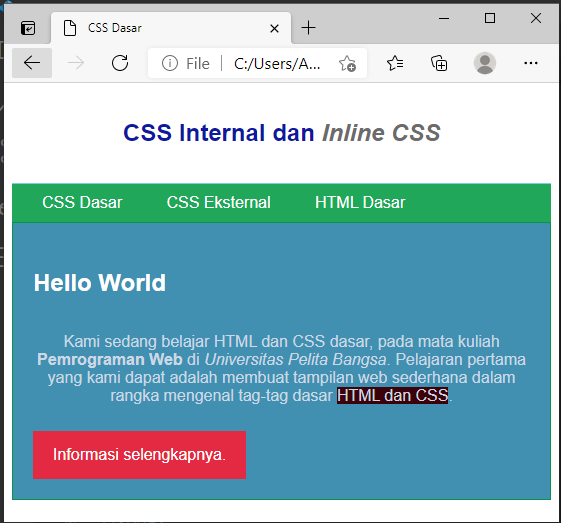 CSS Dasar
File
C:/Users/A...
CSS Internal dan Inline CSS
CSS Dasar CSS Eksternal HTML Dasar
Hello World
Kami sedang belajar HTML dan CSS dasar, pada mata kuliah
Pemrograman Web di Universitas Pelita Bangsa. Pelajaran pertama
yang kami dapat adalah membuat tampilan web sederhana dalam
rangka mengenal tag-tag dasar HTML dan CSS.
Informasi selengkapnya.